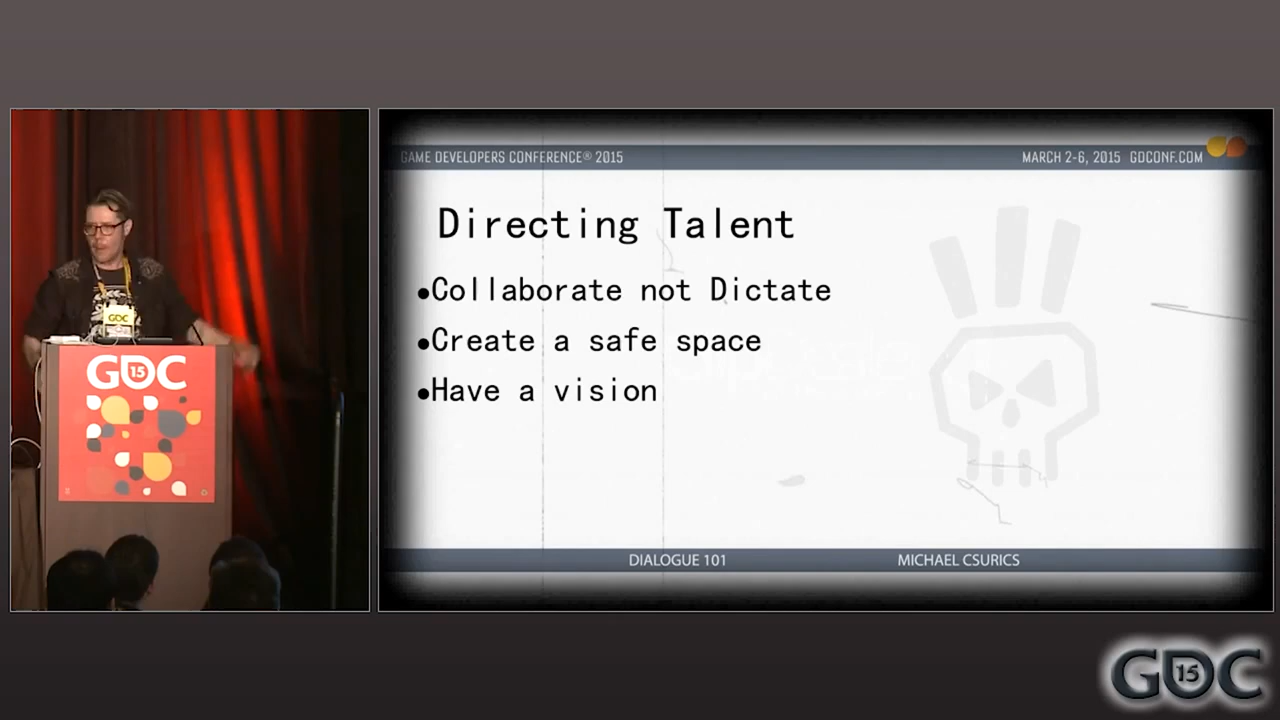 GAME DEVELOPERS CONFERENCE® 2015
MARCH 2-6, 2015 GDCONF.COM
Directing Talent
•Collaborate not Dictate
•Create a safe space
•Have a vision
DIALOGUE 101
MICHAEL CSURICS
GDC
GDC 15
GDC 15